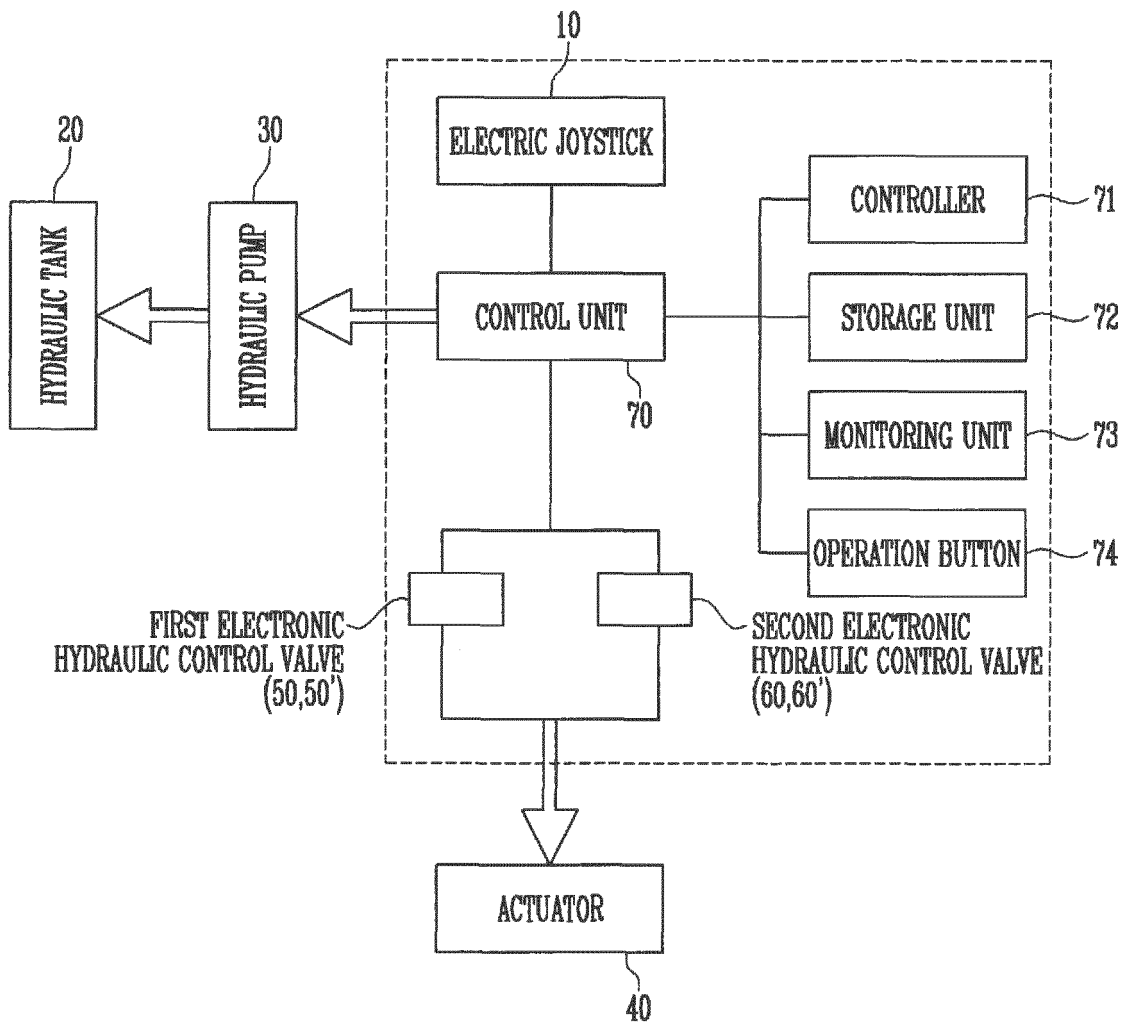 10
ELECTRIC JOYSTICK
20
30
HYDRAULIC TANK
HYDRAULIC PUMP
CONTROL UNIT
70
CONTROLLER
71
STORAGE UNIT
72
MONITORING UNIT
73
OPERATION BUTTON
74
FIRST ELECTRONIC
HYDRAULIC CONTROL VALVE
(50,50')
SECOND ELECTRONIC
HYDRAULIC CONTROL VALVE
(60,60')
ACTUATOR
40